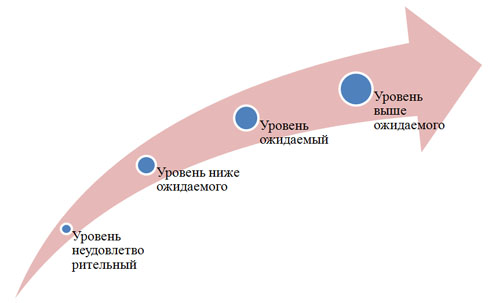 Уровень
выше
ожидаемого
Уровень
ожидаемый
Уровень ниже
ожидаемого
Уровень
неудовлетво
рительный